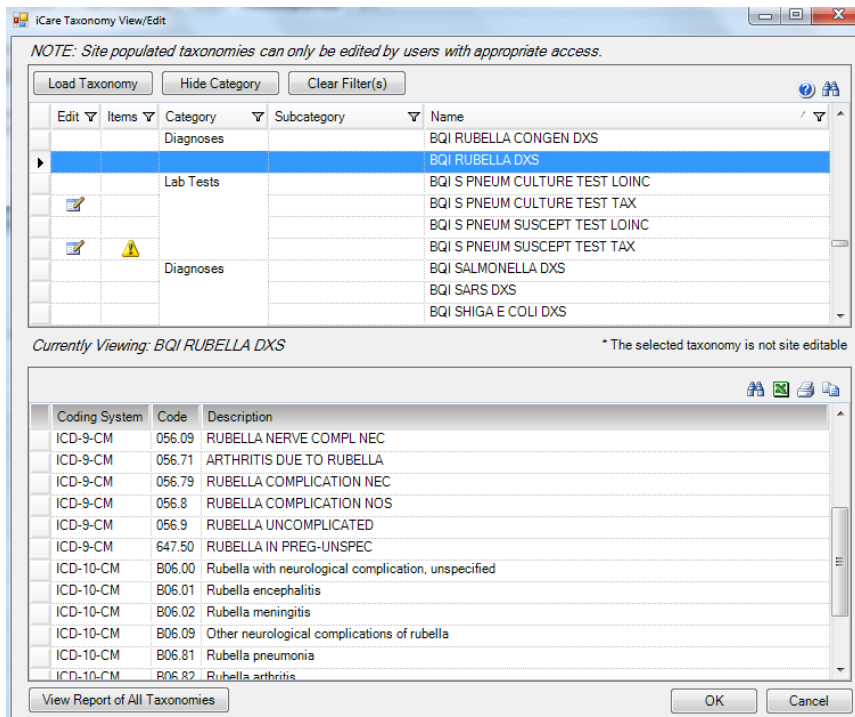 iCare Taxonomy View/Edit
NOTE: Site populated taxonomies can only be edited by users with appropriate access.
Load Taxonomy Hide Category Clear Filter(s)
Edit Items Category Subcategory Name
Diagnoses BQI RUBELLA CONGEN DXS
BQI RUBELLA DXS
Lab Tests BQI S PNEUM CULTURE TEST LOINC
BQI S PNEUM CULTURE TEST TAX
BQI S PNEUM SUSCEPT TEST LOINC
BQI S PNEUM SUSCEPT TEST TAX
Diagnoses BQI SALMONELLA DXS
BQI SARS DXS
BQI SHIGA E COLI DXS
Currently Viewing: BQI RUBELLA DXS * The selected taxonomy is not site editable
Coding System Code Description
ICD-9-CM 056.09 RUBELLA NERVE COMPL NEC
ICD-9-CM 056.71 ARTHRITIS DUE TO RUBELLA
ICD-9-CM 056.79 RUBELLA COMPLICATION NEC
ICD-9-CM 056.8 RUBELLA COMPLICATION NOS
ICD-9-CM 056.9 RUBELLA UNCOMPLICATED
ICD-9-CM 647.50 RUBELLA IN PREG-UNSPEC
ICD-10-CM B06.00 Rubella with neurological complication, unspecified
ICD-10-CM B06.01 Rubella encephalitis
ICD-10-CM B06.02 Rubella meningitis
ICD-10-CM B06.09 Other neurological complications of rubella
ICD-10-CM B06.81 Rubella pneumonia
ICD-10-CM B06.82 Rubella arthritis
View Report of All Taxonomies OK Cancel